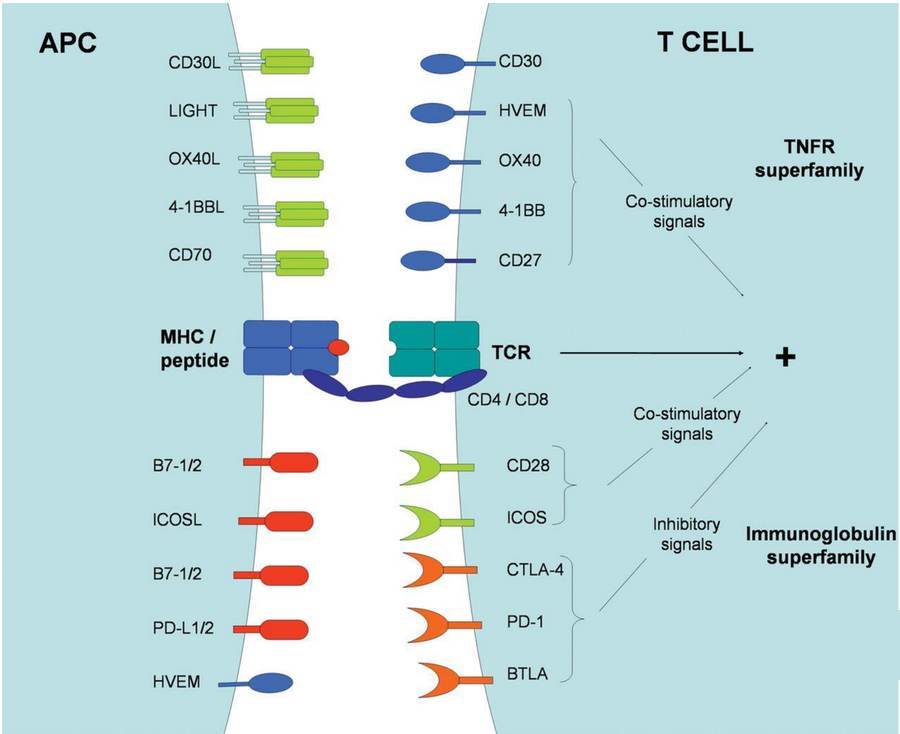 APC
T CELL
CD30L
CD30
LIGHT
HVEM
TNFR
superfamily
OX40L
OX40
Co-stimulatory
signals
4-1BBL
4-1BB
CD70
CD27
MHC /
peptide
TCR
+
CD4 / CD8
Co-stimulatory
signals
B7-1/2
CD28
ICOSL
ICOS
Inhibitory
signals
Immunoglobulin
superfamily
B7-1/2
CTLA-4
PD-L1/2
PD-1
HVEM
BTLA